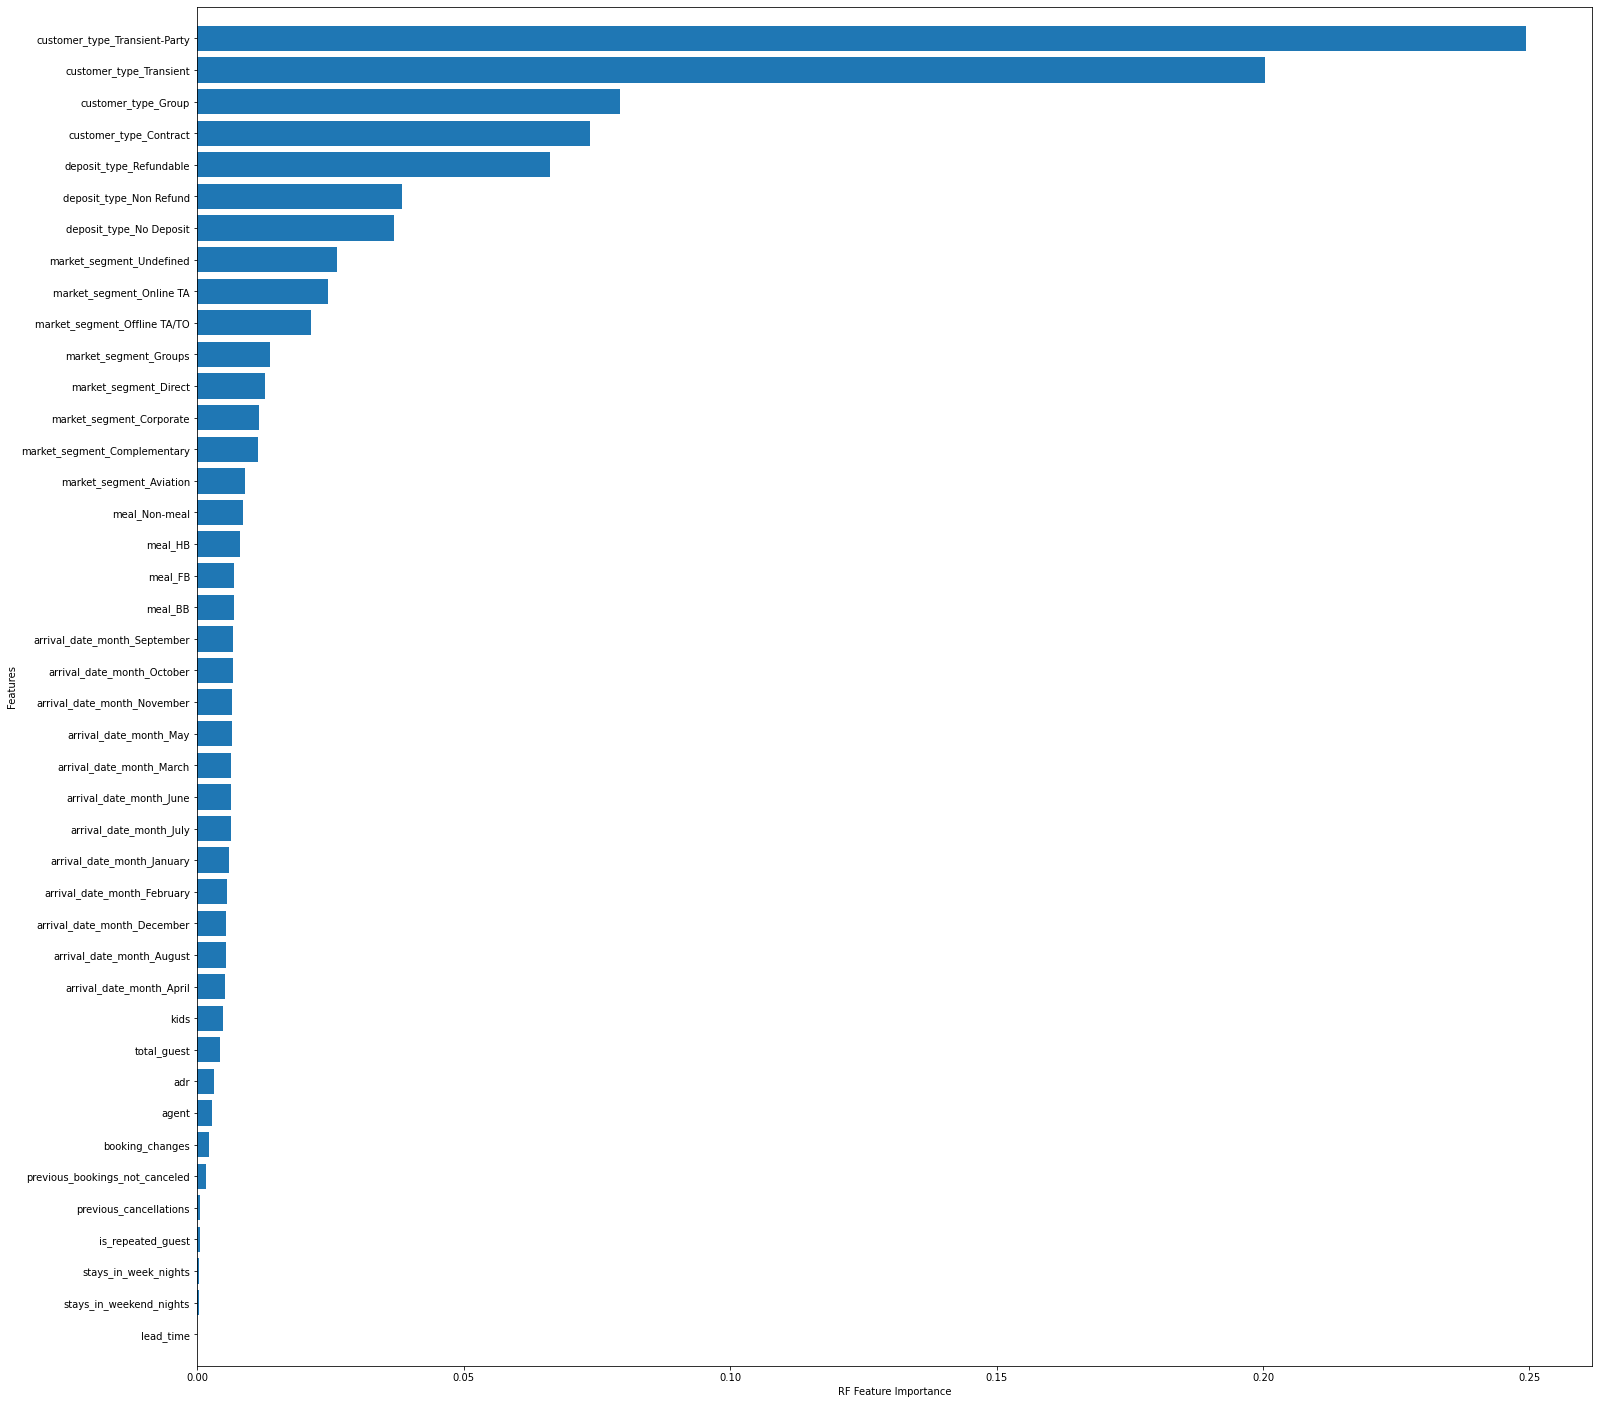 customer_type_Transient-Party
customer_type_Transient
customer_type_Group
customer_type_Contract
deposit_type_Refundable
deposit_type_Non Refund
deposit_type_No Deposit
market_segment_Undefined
market_segment_Online TA
market_segment_Offline TA/TO
market_segment_Groups
market_segment_Direct
market_segment_Corporate
market_segment_Complementary
market_segment_Aviation
meal_Non-meal
meal_HB
meal_FB
meal_BB
arrival_date_month_September
arrival_date_month_October
arrival_date_month_November
arrival_date_month_May
arrival_date_month_March
arrival_date_month_June
arrival_date_month_July
arrival_date_month_January
arrival_date_month_February
arrival_date_month_December
arrival_date_month_August
arrival_date_month_April
kids
total_guest
adr
agent
booking_changes
previous_bookings_not_canceled
previous_cancellations
is_repeated_guest
stays_in_week_nights
stays_in_weekend_nights
lead_time
Features
0.00 0.05 0.10 0.15 0.20 0.25
RF Feature Importance